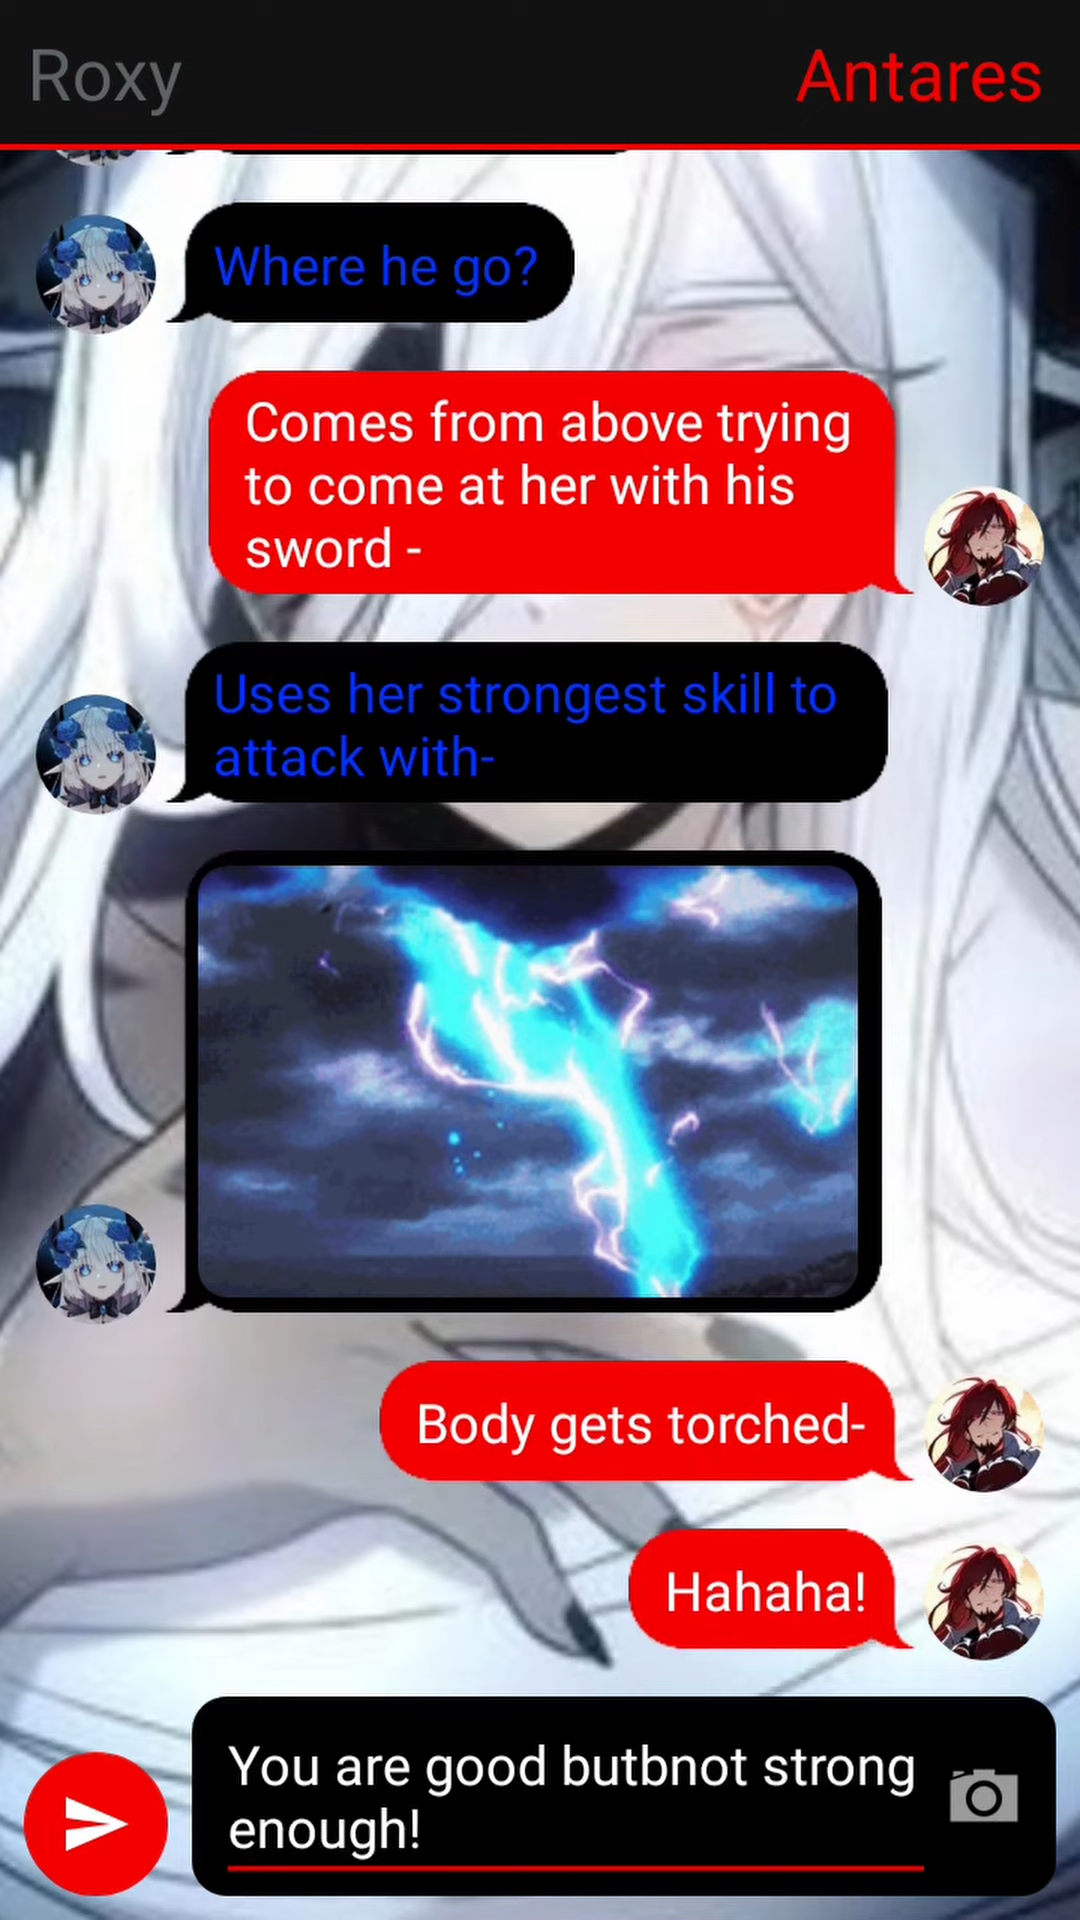 Roxy
Antares
Where he go?
Comes from above trying
to come at her with his
sword -
Uses her strongest skill to
attack with-
Body gets torched-
Hahaha!
You are good butbnot strong
enough!